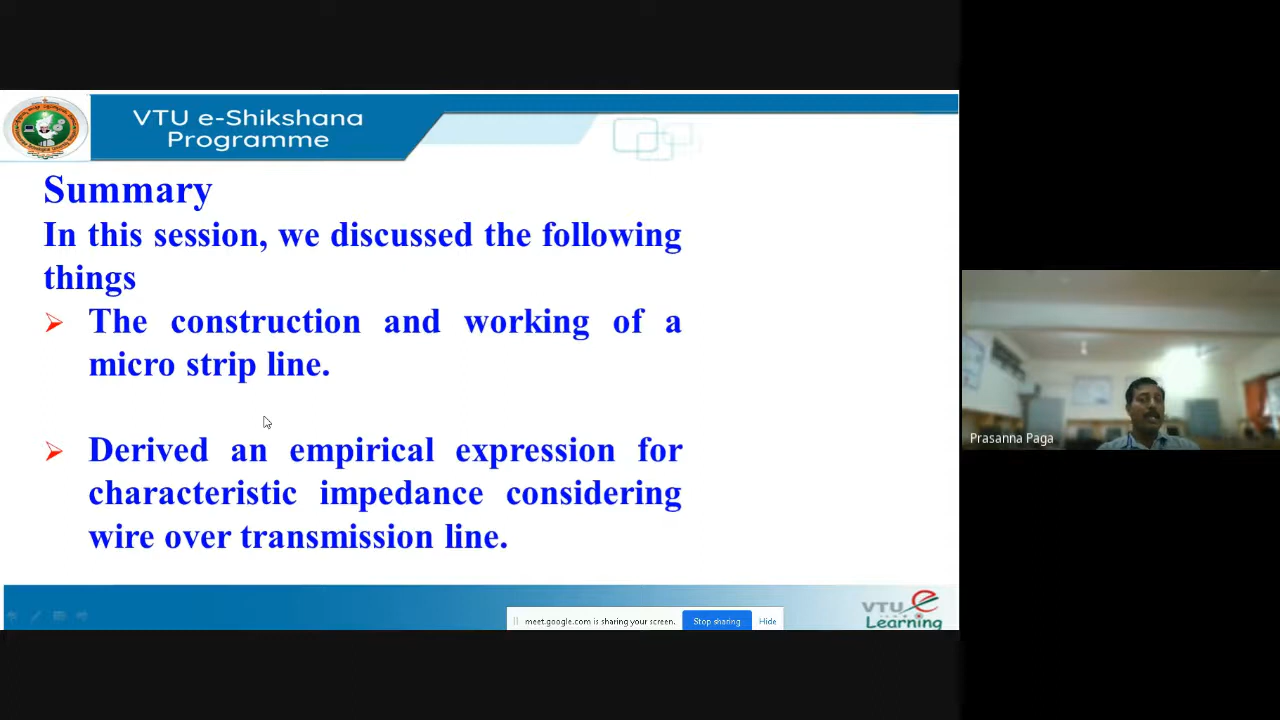 VTU e-Shikshana
Programme
Summary
In this session, we discussed the following
things
➢ The construction and working of a
micro strip line.
➢ Derived an empirical expression for
characteristic impedance considering
wire over transmission line.
Prasanna Paga
meet.google.com is sharing your screen. Stop sharing Hide
VTU e
Learning